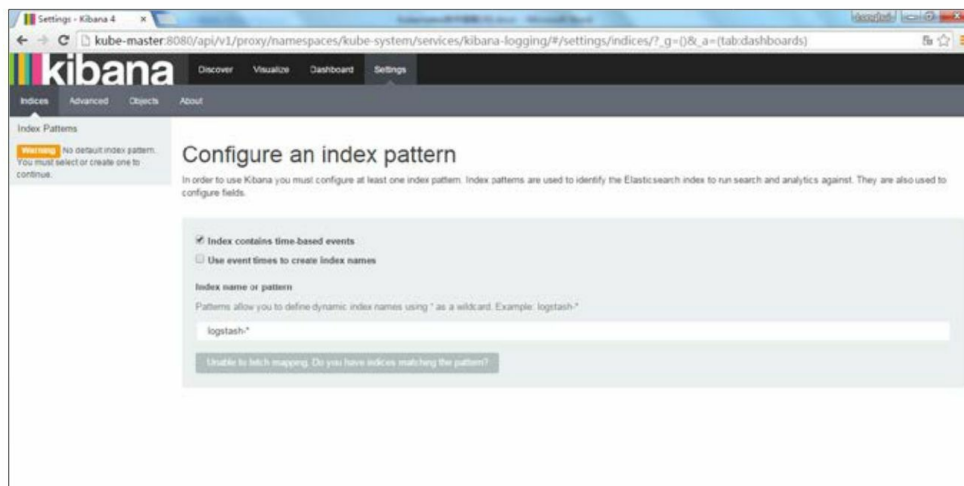 Settings - Kibana 4
kube-master:8080/api/v1/proxy/namespaces/kube-system/services/kibana-logging/#/settings/indices/?_g=()&_a=(tab:dashboards)
kibana
Discover Visualize Dashboard Settings
Indices Advanced Objects About
Index Patterns
Warning No default index pattern.
You must select or create one to
continue.
Configure an index pattern
In order to use Kibana you must configure at least one index pattern. Index patterns are used to identify the Elasticsearch index to run search and analytics against. They are also used to
configure fields.
Index contains time-based events
Use event times to create index names
Index name or pattern
Patterns allow you to define dynamic index names using * as a wildcard. Example: logstash-*
logstash-*
Unable to fetch mapping. Do you have indices matching the pattern?